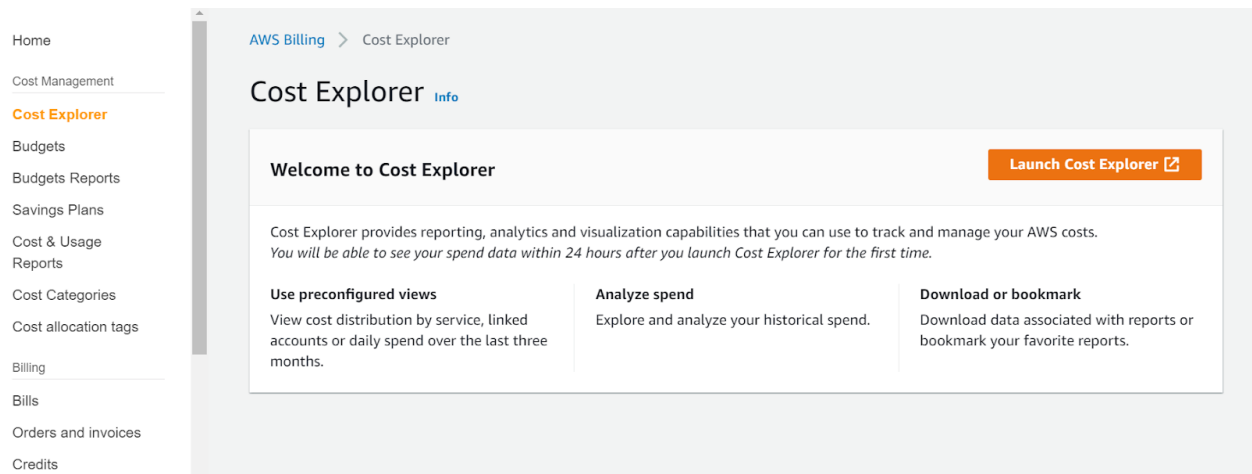 Home
Cost Management
Cost Explorer
Budgets
Budgets Reports
Savings Plans
Cost & Usage
Reports
Cost Categories
Cost allocation tags
Billing
Bills
Orders and invoices
Credits
AWS Billing > Cost Explorer
Cost Explorer Info
Welcome to Cost Explorer
Launch Cost Explorer
Cost Explorer provides reporting, analytics and visualization capabilities that you can use to track and manage your AWS costs.
You will be able to see your spend data within 24 hours after you launch Cost Explorer for the first time.
Use preconfigured views
View cost distribution by service, linked
accounts or daily spend over the last three
months.
Analyze spend
Explore and analyze your historical spend.
Download or bookmark
Download data associated with reports or
bookmark your favorite reports.